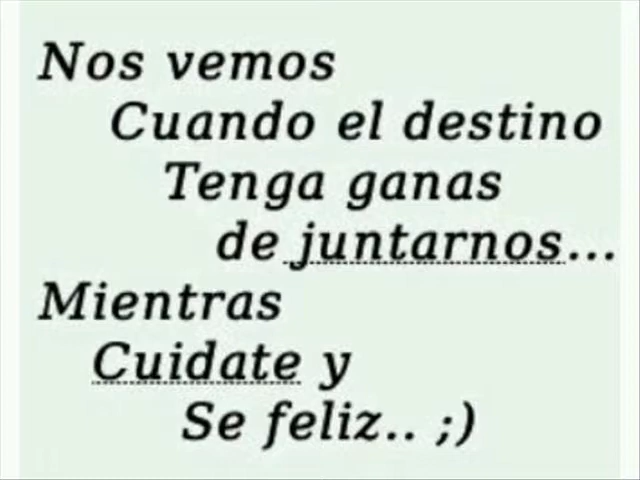 Nos vemos
Cuando el destino
Tenga ganas
de juntarnos...
Mientras
Cuidate y
Se feliz.. ;)